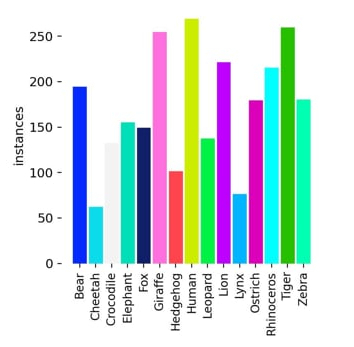 instances
250
200
150
100
50
0
Bear
Cheetah
Crocodile
Elephant
Fox
Giraffe
Hedgehog
Human
Leopard
Lion
Lynx
Ostrich
Rhinoceros
Tiger
Zebra